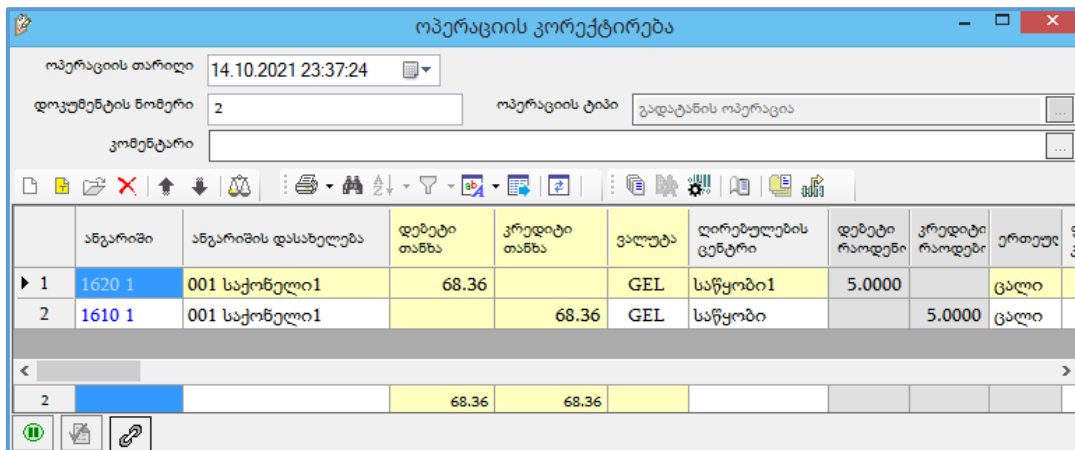 ოპერაციის კორექტირება
ოპერაციის თარიღი 14.10.2021 23:37:24
დოკუმენტის ნომერი 2 ოპერაციის ტიპი გადატანის ოპერაცია ...
კომენტარი ...
ანგარიში ანგარიშის დასახელება დებეტი თანხა კრედიტი თანხა ვალუტა ღირებულების ცენტრი დებეტი რაოდენო კრედიტი რაოდენო ერთეულ
1 1620 1 001 საქონელი1 68.36 GEL საწყობი1 5.0000 ცალი
2 1610 1 001 საქონელი1 68.36 GEL საწყობი 5.0000 ცალი
2 68.36 68.36